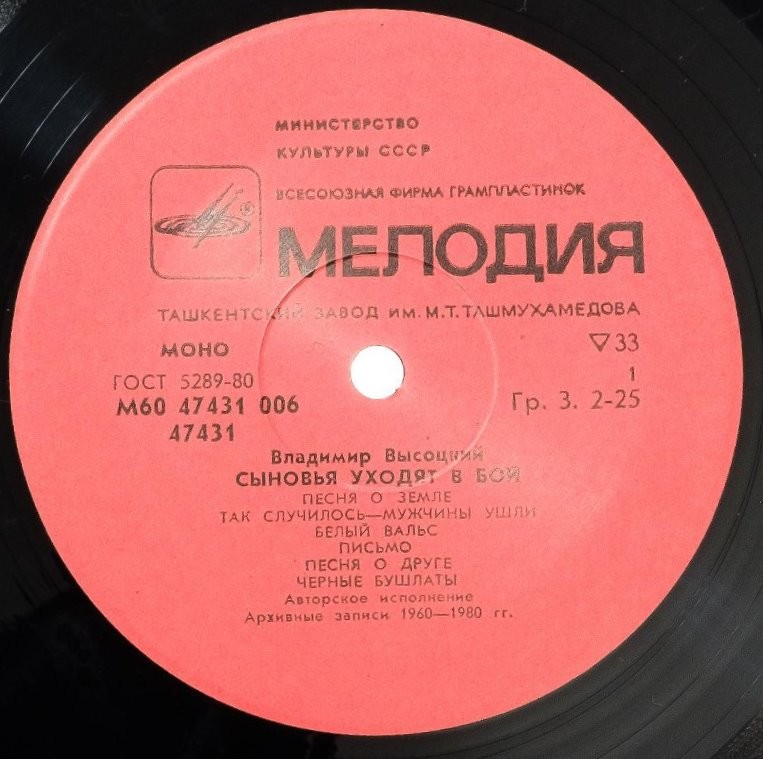 МИНИСТЕРСТВО
КУЛЬТУРЫ СССР
ВСЕСОЮЗНАЯ ФИРМА ГРАМПЛАСТИНОК
®
МЕЛОДИЯ
ТАШКЕНТСКИЙ ЗАВОД ИМ. М.Т. ТАШМУХАМЕДОВА
МОНО
▽33
ГОСТ 5289-80
1
М60 47431 006
Гр. 3. 2-25
47431
Владимир Высоцкий
СЫНОВЬЯ УХОДЯТ В БОЙ
ПЕСНЯ О ЗЕМЛЕ
ТАК СЛУЧИЛОСЬ—МУЖЧИНЫ УШЛИ
БЕЛЫЙ ВАЛЬС
ПИСЬМО
ПЕСНЯ О ДРУГЕ
ЧЕРНЫЕ БУШЛАТЫ
Авторское исполнение
Архивные записи 1960—1980 гг.